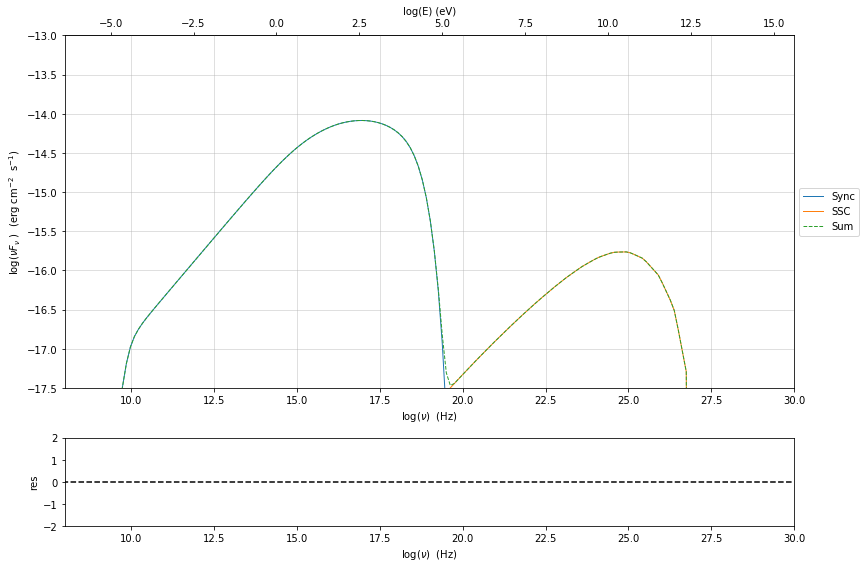 log(E) (eV)
−5.0 −2.5 0.0 2.5 5.0 7.5 10.0 12.5 15.0
−13.0
−13.5
−14.0
−14.5
−15.0
−15.5
−16.0
−16.5
−17.0
−17.5
log(νFν ) (erg cm⁻² s⁻¹)
Sync
SSC
Sum
10.0 12.5 15.0 17.5 20.0 22.5 25.0 27.5 30.0
log(ν) (Hz)
2
1
0
−1
−2
res
10.0 12.5 15.0 17.5 20.0 22.5 25.0 27.5 30.0
log(ν) (Hz)